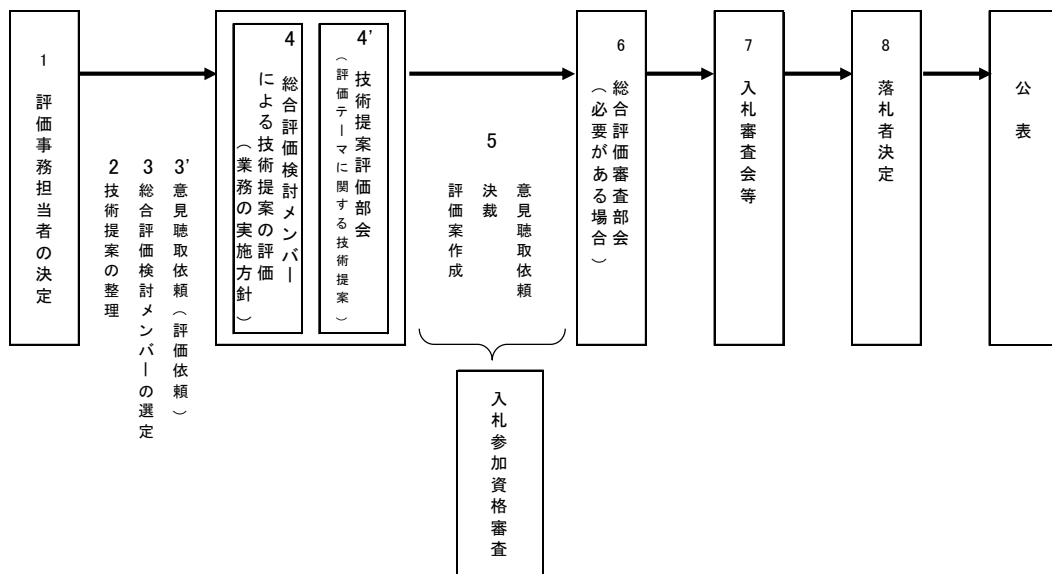 1 評価事務担当者の決定
2 技術提案の整理
3 総合評価検討メンバーの選定
3' 意見聴取依頼(評価依頼)
4 総合評価検討メンバー
による技術提案の評価
(業務の実施方針)
4' 技術提案評価部会
(評価テーマに関する技術提案)
5
評価案作成
決裁
意見聴取依頼
入札参加資格審査
6 総合評価審査部会
(必要がある場合)
7 入札審査会等
8 落札者決定
公表